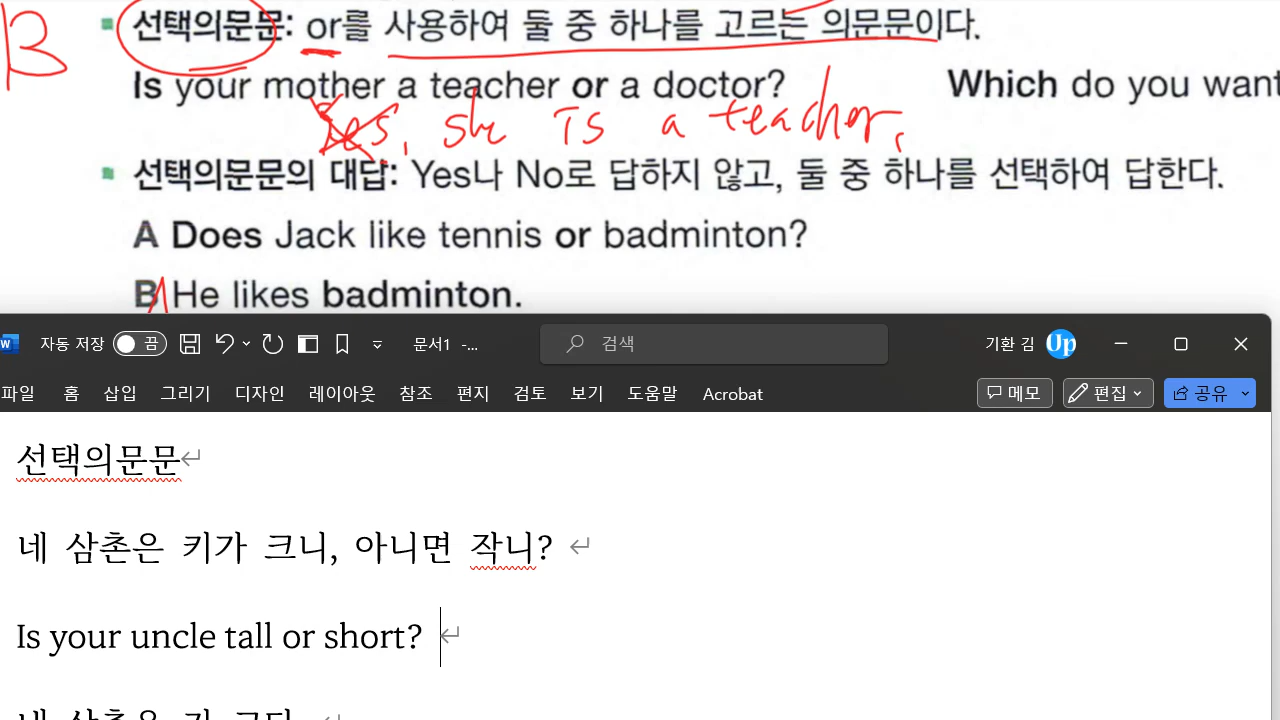 B
선택의문문: or를 사용하여 둘 중 하나를 고르는 의문문이다.
Is your mother a teacher or a doctor? Which do you want
Yes, she is a teacher,
선택의문문의 대답: Yes나 No로 답하지 않고, 둘 중 하나를 선택하여 답한다.
A Does Jack like tennis or badminton?
B He likes badminton.
자동 저장 끔 문서1 -... 검색 기환 김 Up
파일 홈 삽입 그리기 디자인 레이아웃 참조 편지 검토 보기 도움말 Acrobat 메모 편집 공유
선택의문문
네 삼촌은 키가 크니, 아니면 작니?
Is your uncle tall or short?
네 삼촌은